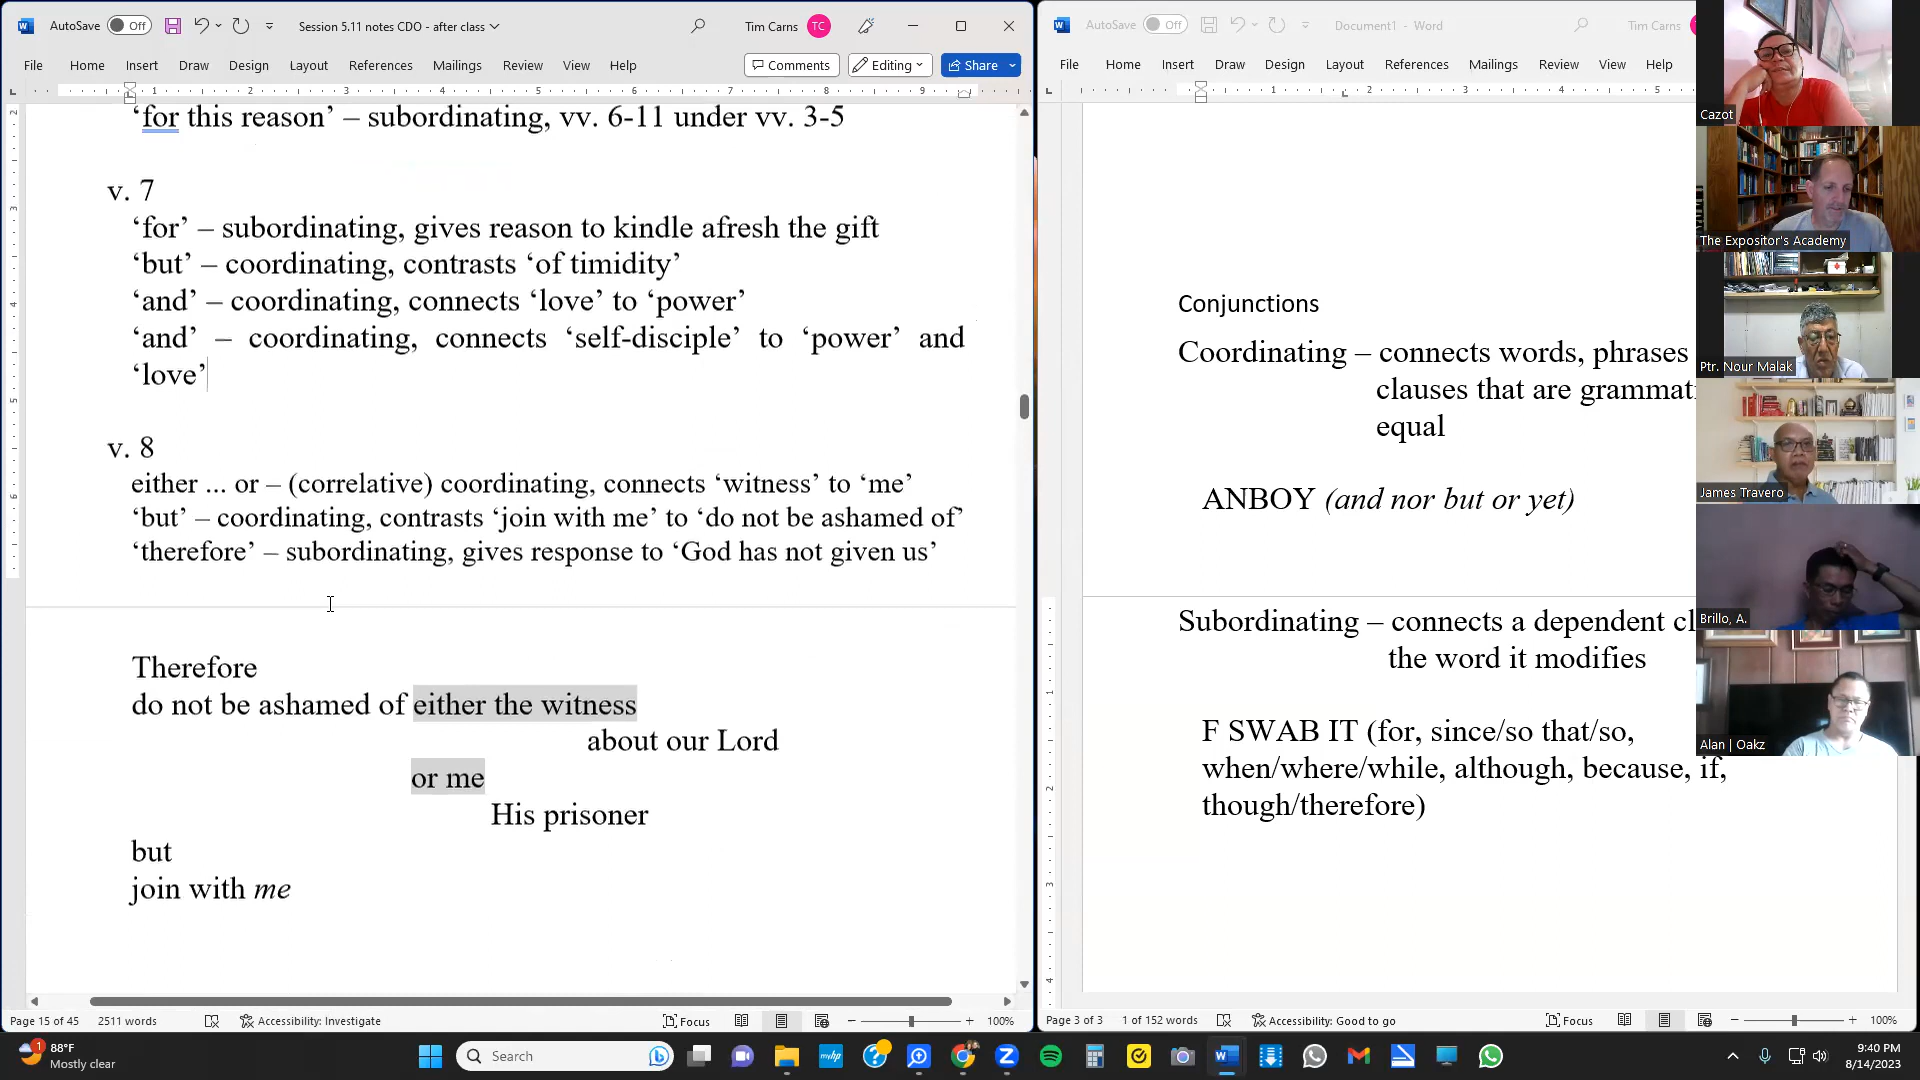 AutoSave Off Session 5.11 notes CDO - after class Tim Carns TC
File Home Insert Draw Design Layout References Mailings Review View Help Comments Editing Share
‘for this reason’ – subordinating, vv. 6-11 under vv. 3-5
v. 7
‘for’ – subordinating, gives reason to kindle afresh the gift
‘but’ – coordinating, contrasts ‘of timidity’
‘and’ – coordinating, connects ‘love’ to ‘power’
‘and’ – coordinating, connects ‘self-disciple’ to ‘power’ and
‘love’
v. 8
either ... or – (correlative) coordinating, connects ‘witness’ to ‘me’
‘but’ – coordinating, contrasts ‘join with me’ to ‘do not be ashamed of’
‘therefore’ – subordinating, gives response to ‘God has not given us’
Therefore
do not be ashamed of either the witness
about our Lord
or me
His prisoner
but
join with me
Page 15 of 45 2511 words Accessibility: Investigate Focus 100%
AutoSave Off Document1 - Word Tim Carns
File Home Insert Draw Design Layout References Mailings Review View Help
Conjunctions
Coordinating – connects words, phrases
clauses that are grammati
equal
ANBOY (and nor but or yet)
Subordinating – connects a dependent cl
the word it modifies
F SWAB IT (for, since/so that/so,
when/where/while, although, because, if,
though/therefore)
Page 3 of 3 1 of 152 words Accessibility: Good to go Focus 100%
Cazot
The Expositor's Academy
Ptr. Nour Malak
James Travero
Brillo, A.
Alan | Oakz
1
88°F
Mostly clear
Search
myhp
9:40 PM
8/14/2023